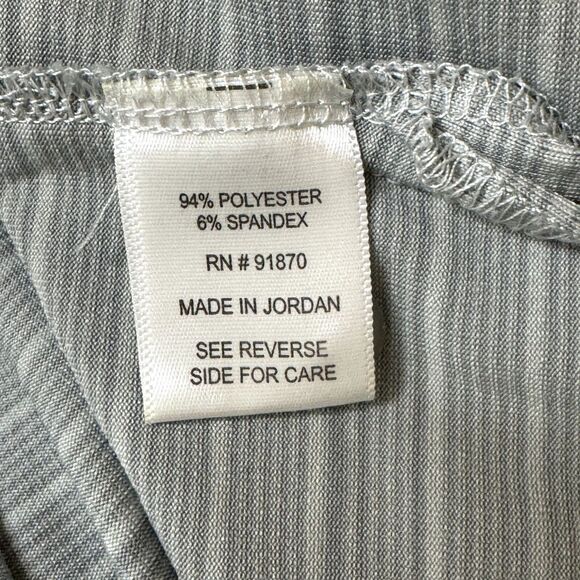 94% POLYESTER
6% SPANDEX
RN # 91870
MADE IN JORDAN
SEE REVERSE
SIDE FOR CARE